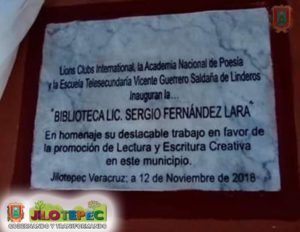 Lions Clubs International, la Academia Nacional de Poesía
y la Escuela Telesecundaria Vicente Guerrero Saldaña de Linderos
Inauguran la...
"BIBLIOTECA LIC. SERGIO FERNÁNDEZ LARA"
En homenaje su destacable trabajo en favor de
la promoción de Lectura y Escritura Creativa
en este municipio.
Jilotepec Veracruz; a 12 de Noviembre de 2018
JILOTEPEC
GOBERNANDO Y TRANSFORMANDO